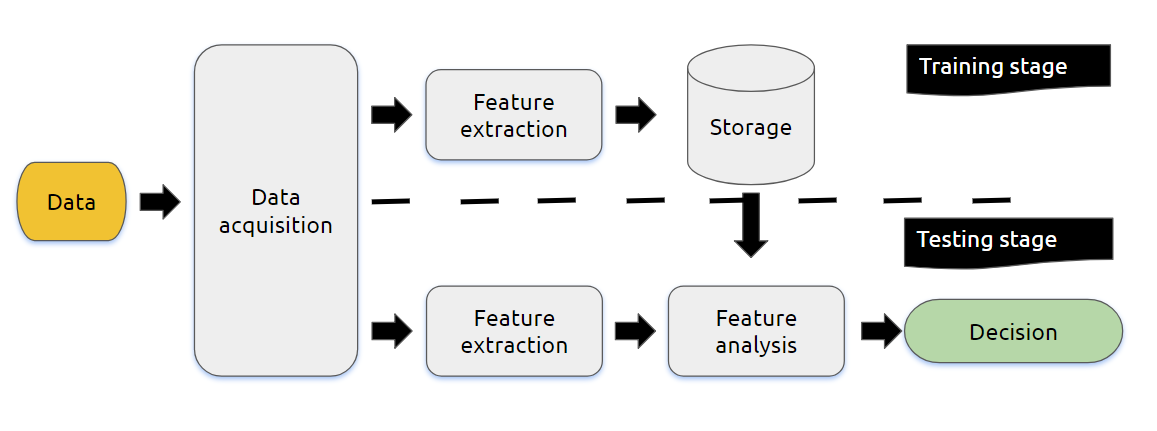 Training stage
Feature
extraction
Storage
Data
Data
acquisition
Testing stage
Feature
extraction
Feature
analysis
Decision